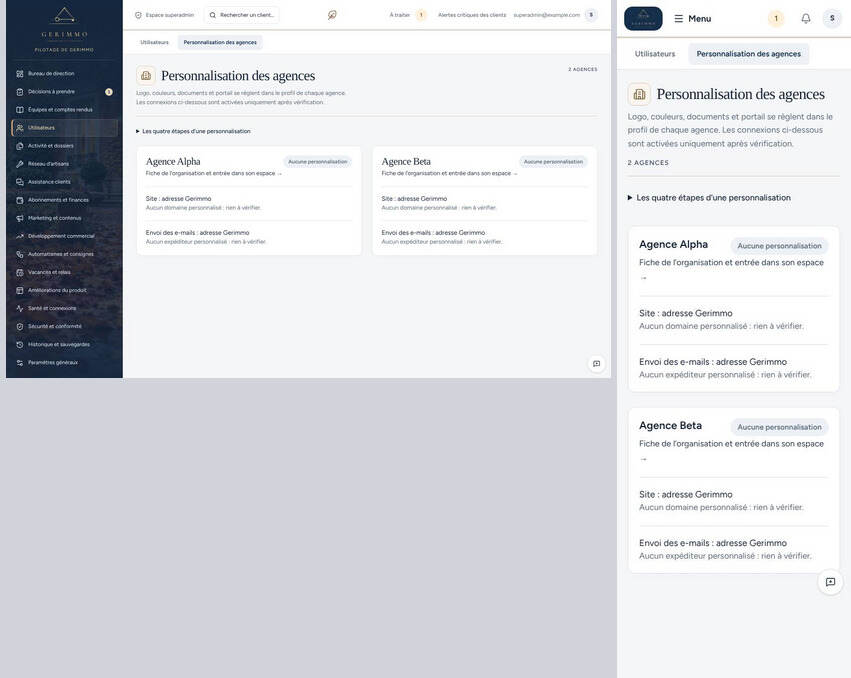 GERIMMO
PILOTAGE DE GERIMMO
Bureau de direction
Décisions à prendre 1
Équipes et comptes rendus
Utilisateurs
Activité et dossiers
Réseau d'artisans
Assistance clients
Abonnements et finances
Marketing et contenus
Développement commercial
Automatismes et consignes
Vacances et relais
Améliorations du produit
Santé et connexions
Sécurité et conformité
Historique et sauvegardes
Paramètres généraux
Espace superadmin
Rechercher un client...
À traiter 1
Alertes critiques des clients
superadmin@example.com
S
Utilisateurs
Personnalisation des agences
Personnalisation des agences
2 AGENCES
Logo, couleurs, documents et portail se règlent dans le profil de chaque agence.
Les connexions ci-dessous sont activées uniquement après vérification.
Les quatre étapes d'une personnalisation
Agence Alpha
Aucune personnalisation
Fiche de l'organisation et entrée dans son espace →
Site : adresse Gerimmo
Aucun domaine personnalisé : rien à vérifier.
Envoi des e-mails : adresse Gerimmo
Aucun expéditeur personnalisé : rien à vérifier.
Agence Beta
Aucune personnalisation
Fiche de l'organisation et entrée dans son espace →
Site : adresse Gerimmo
Aucun domaine personnalisé : rien à vérifier.
Envoi des e-mails : adresse Gerimmo
Aucun expéditeur personnalisé : rien à vérifier.
GERIMMO
Menu
1
S
Utilisateurs
Personnalisation des agences
Personnalisation des agences
Logo, couleurs, documents et portail se règlent dans le
profil de chaque agence. Les connexions ci-dessous
sont activées uniquement après vérification.
2 AGENCES
Les quatre étapes d'une personnalisation
Agence Alpha
Aucune personnalisation
Fiche de l'organisation et entrée dans son espace
→
Site : adresse Gerimmo
Aucun domaine personnalisé : rien à vérifier.
Envoi des e-mails : adresse Gerimmo
Aucun expéditeur personnalisé : rien à vérifier.
Agence Beta
Aucune personnalisation
Fiche de l'organisation et entrée dans son espace
→
Site : adresse Gerimmo
Aucun domaine personnalisé : rien à vérifier.
Envoi des e-mails : adresse Gerimmo
Aucun expéditeur personnalisé : rien à vérifier.